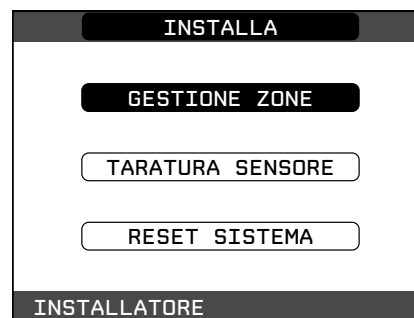 INSTALLA
GESTIONE ZONE
TARATURA SENSORE
RESET SISTEMA
INSTALLATORE